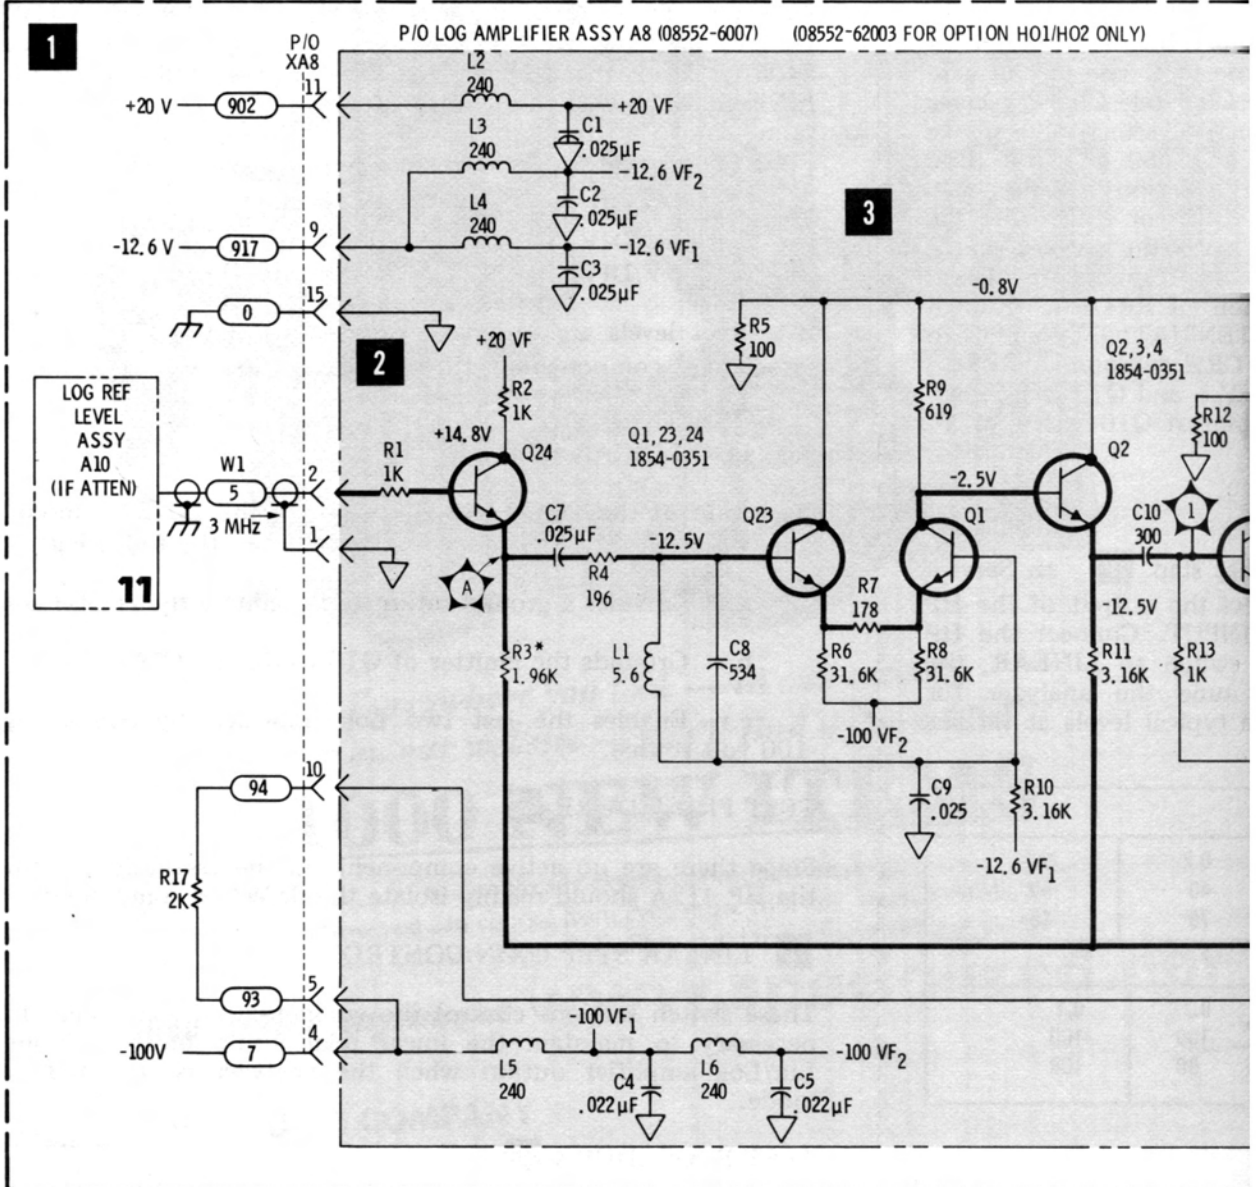 1
P/O LOG AMPLIFIER ASSY A8 (08552-6007) (08552-62003 FOR OPTION HO1/HO2 ONLY)
P/O
XA8
+20 V
902
11
L2
240
+20 VF
C1
.025µF
L3
240
-12.6 VF2
C2
.025µF
L4
240
-12.6 V
917
9
-12.6 VF1
C3
.025µF
0
15
3
-0.8V
R5
100
+20 VF
2
R2
1K
R9
619
Q2,3,4
1854-0351
R12
100
LOG REF
LEVEL
ASSY
A10
(IF ATTEN)
11
W1
5
3 MHz
2
1
R1
1K
+14.8V
Q24
Q1,23,24
1854-0351
C7
.025µF
R4
196
-12.5V
A
Q23
Q1
-2.5V
Q2
C10
300
1
R7
178
-12.5V
R3*
1.96K
L1
5.6
C8
534
R6
31.6K
R8
31.6K
R11
3.16K
R13
1K
-100 VF2
C9
.025
R10
3.16K
-12.6 VF1
94
10
R17
2K
93
5
-100V
7
4
-100 VF1
L5
240
C4
.022µF
L6
240
C5
.022µF
-100 VF2